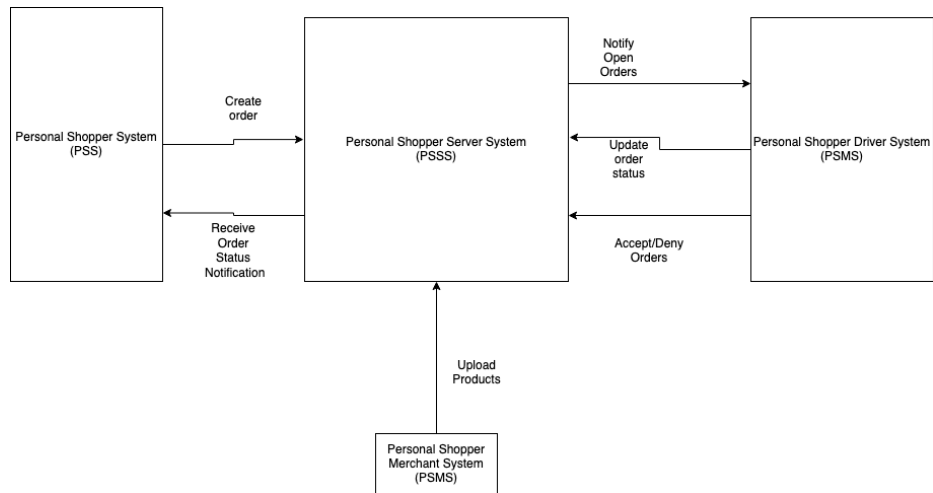 Personal Shopper System
(PSS)
Create
order
Receive
Order
Status
Notification
Personal Shopper Server System
(PSSS)
Notify
Open
Orders
Update
order
status
Accept/Deny
Orders
Personal Shopper Driver System
(PSMS)
Upload
Products
Personal Shopper
Merchant System
(PSMS)